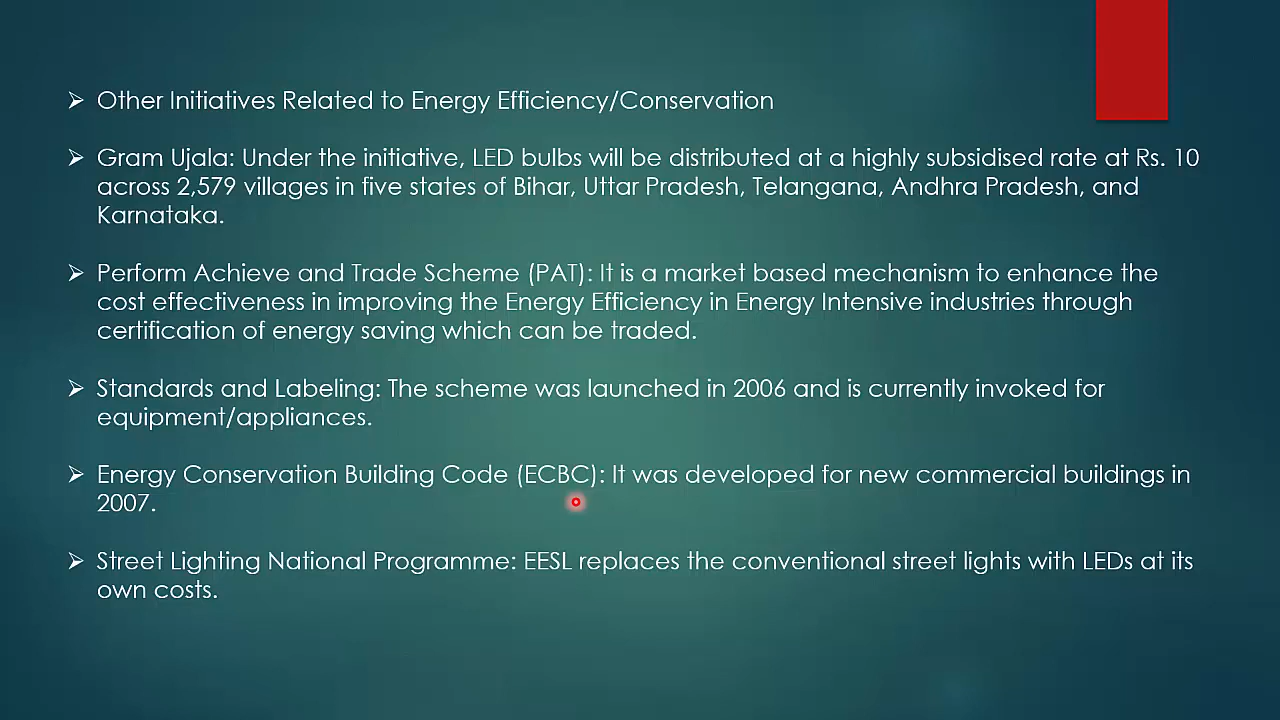 Other Initiatives Related to Energy Efficiency/Conservation
Gram Ujala: Under the initiative, LED bulbs will be distributed at a highly subsidised rate at Rs. 10
across 2,579 villages in five states of Bihar, Uttar Pradesh, Telangana, Andhra Pradesh, and
Karnataka.
Perform Achieve and Trade Scheme (PAT): It is a market based mechanism to enhance the
cost effectiveness in improving the Energy Efficiency in Energy Intensive industries through
certification of energy saving which can be traded.
Standards and Labeling: The scheme was launched in 2006 and is currently invoked for
equipment/appliances.
Energy Conservation Building Code (ECBC): It was developed for new commercial buildings in
2007.
Street Lighting National Programme: EESL replaces the conventional street lights with LEDs at its
own costs.